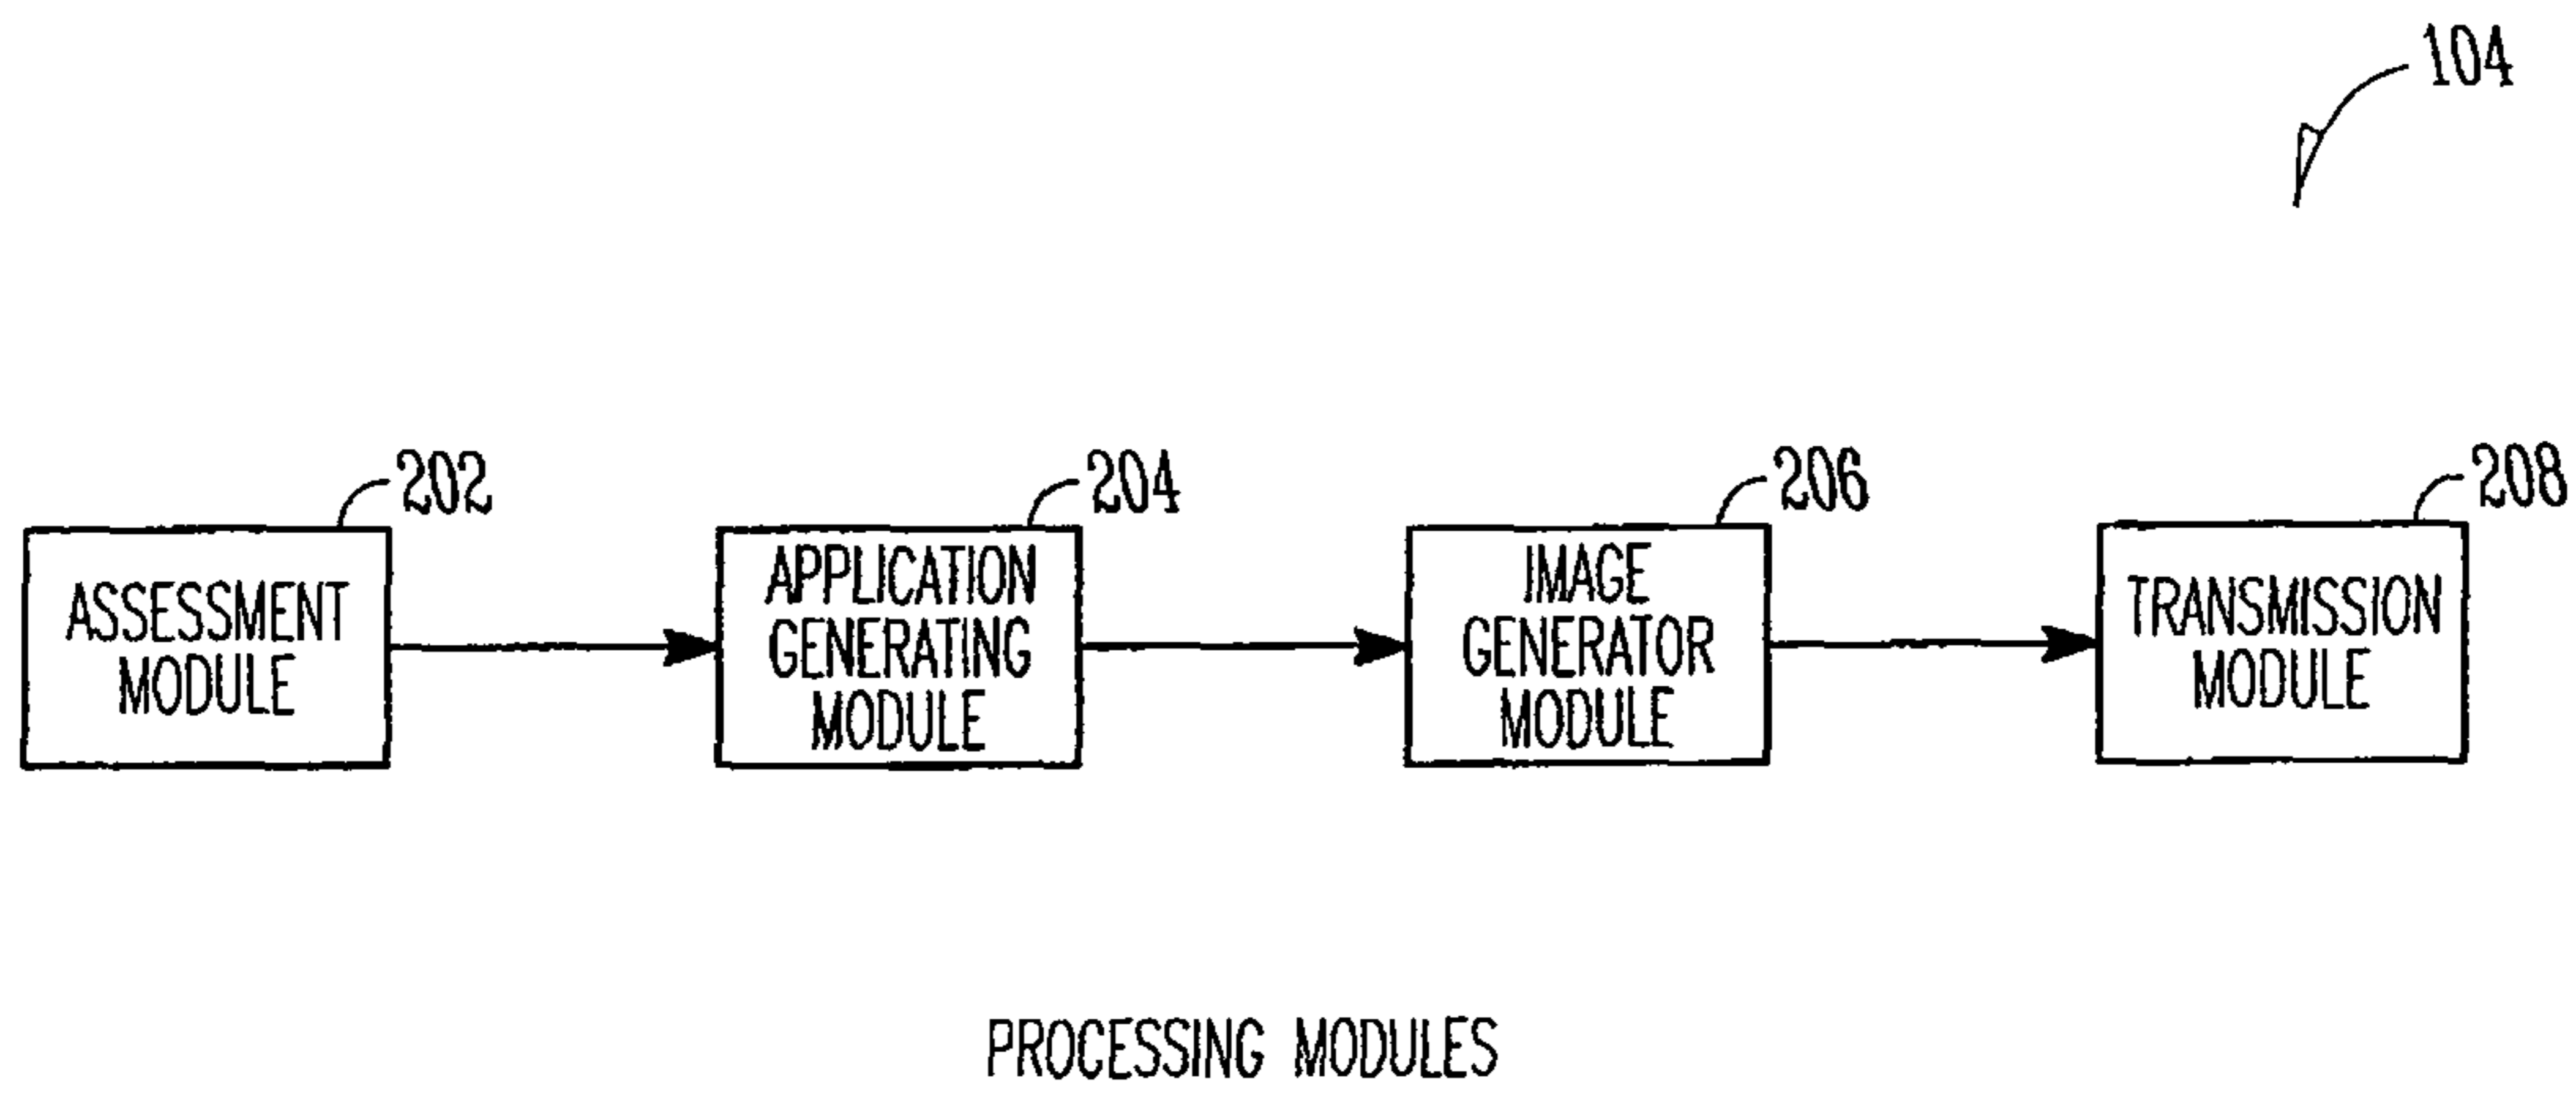 104
202
204
206
208
ASSESSMENT
MODULE
APPLICATION
GENERATING
MODULE
IMAGE
GENERATOR
MODULE
TRANSMISSION
MODULE
PROCESSING MODULES